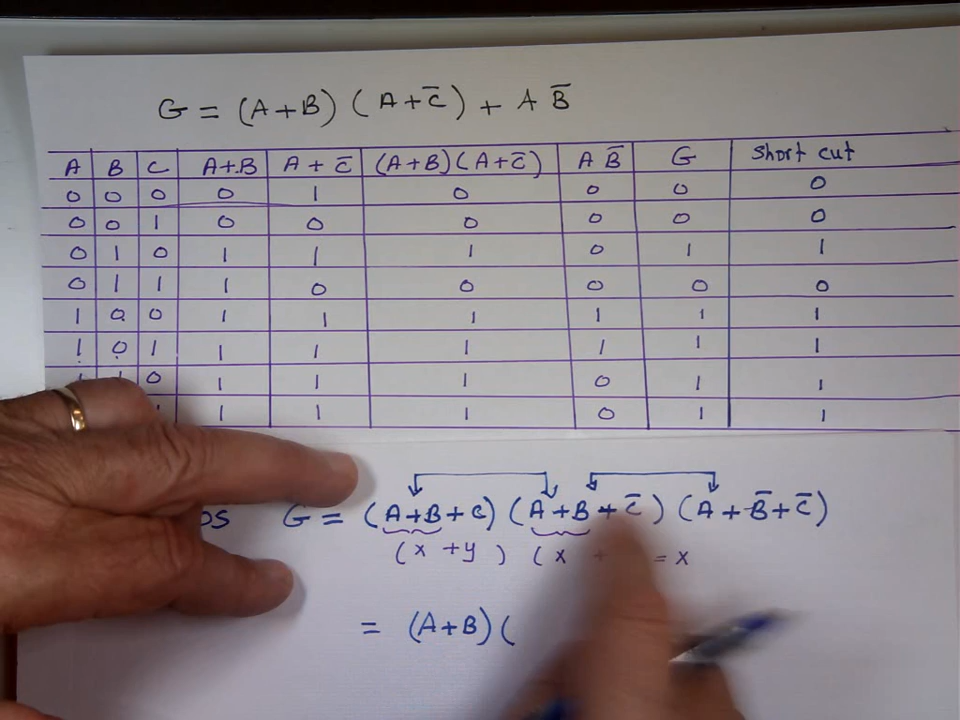 G = (A+B) (A+C̅) + A B̅
A B C A+B A + C̅ (A+B)(A+C̅) A B̅ G Short cut
0 0 0 0 1 0 0 0 0
0 0 1 0 0 0 0 0 0
0 1 0 1 1 1 0 1 1
0 1 1 1 0 0 0 0 0
1 0 0 1 1 1 1 1 1
1 0 1 1 1 1 1 1 1
1 1 0 1 1 1 0 1 1
1 1 1 1 0 1 1
os G = (A+B+C) (A+B+C̅) (A+B̅+C̅)
(x +y) (x + = x
= (A+B)(